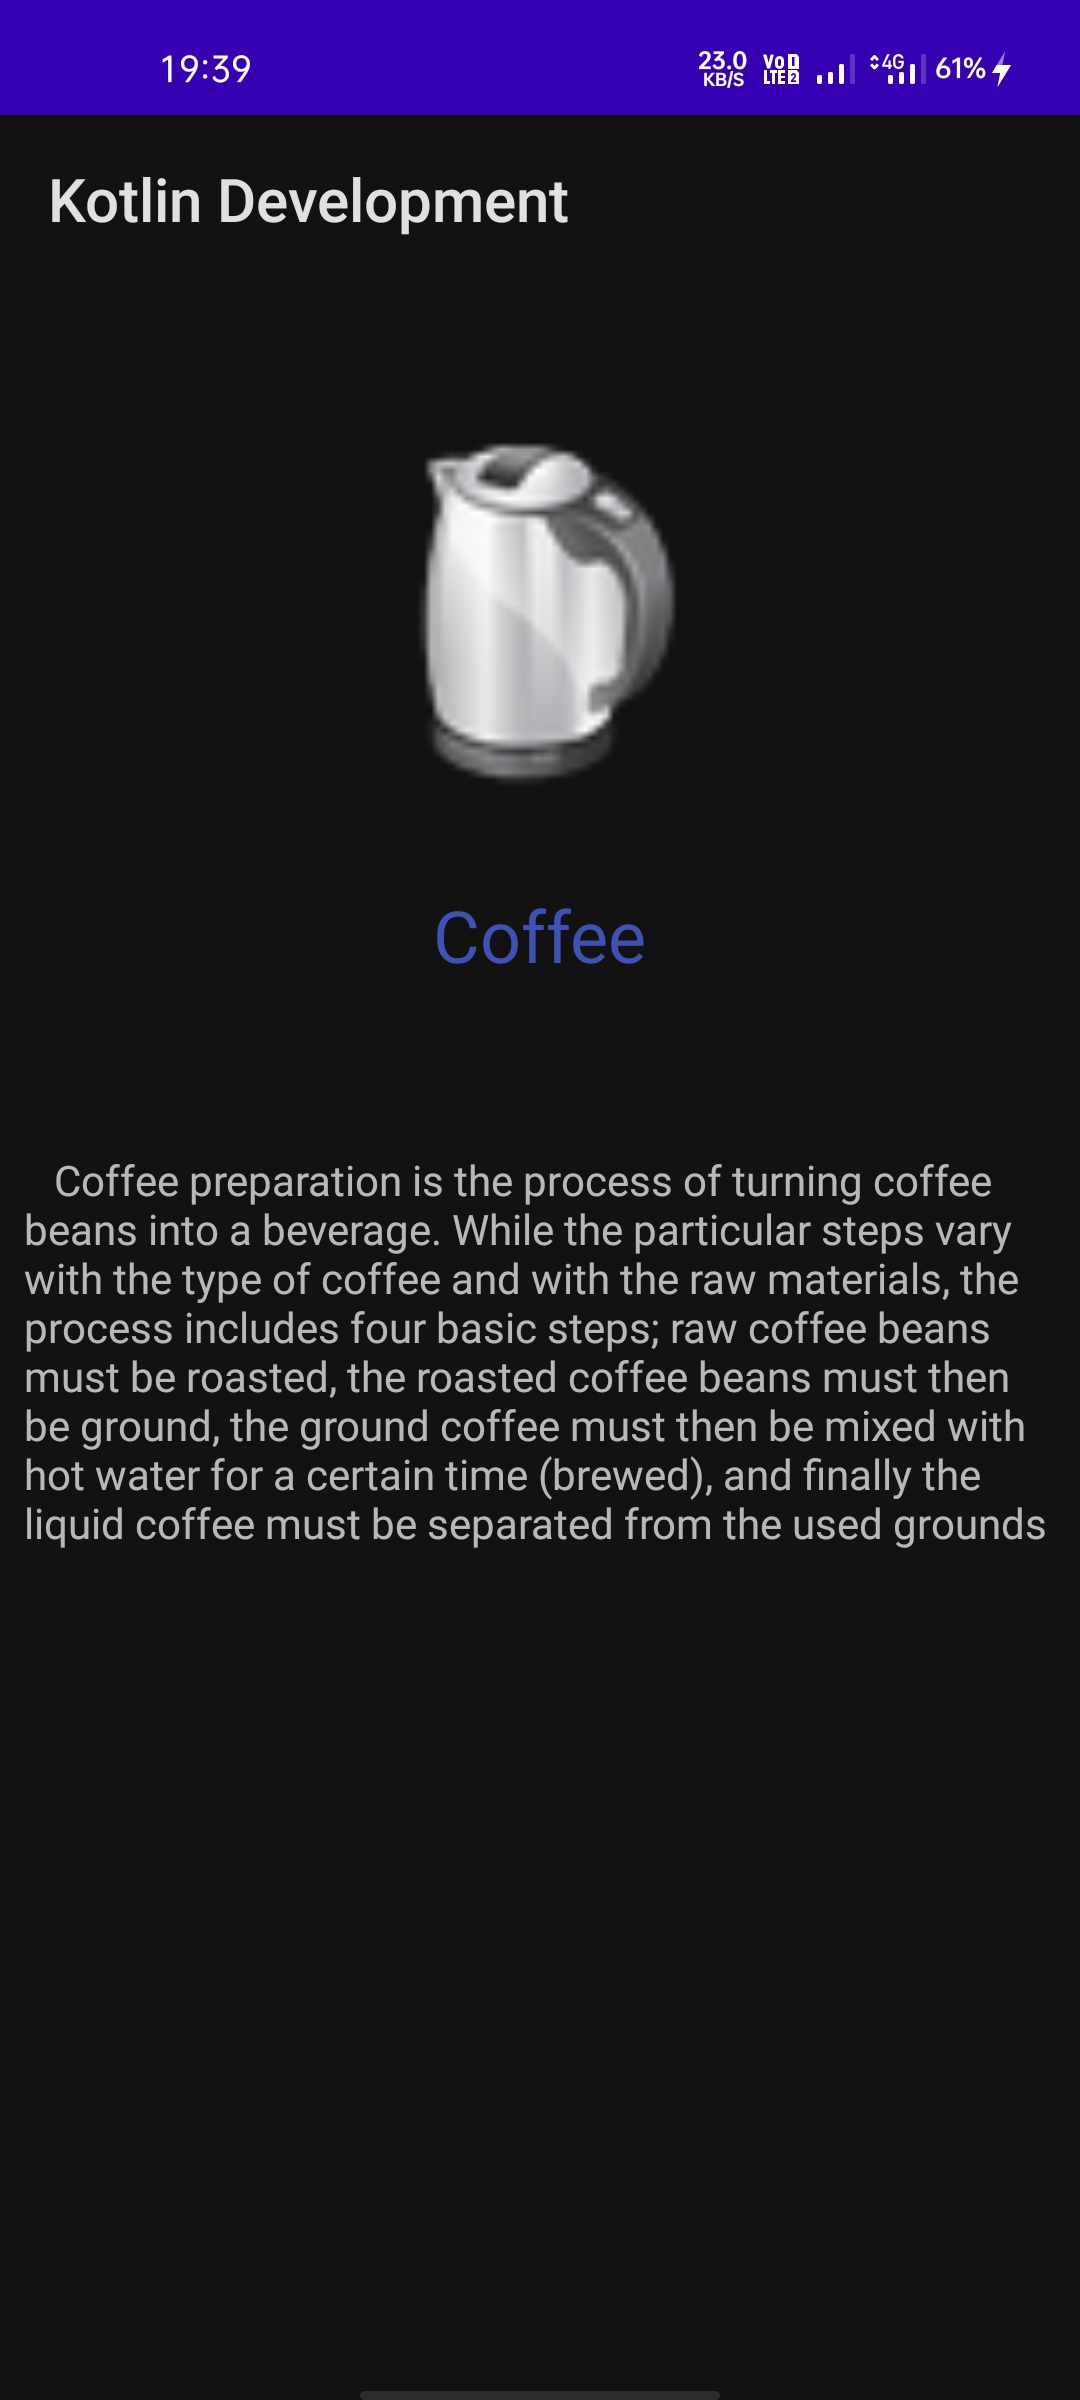 19:39 23.0 KB/S Vo 1 LTE 2 4G 61%
Kotlin Development
Coffee
Coffee preparation is the process of turning coffee
beans into a beverage. While the particular steps vary
with the type of coffee and with the raw materials, the
process includes four basic steps; raw coffee beans
must be roasted, the roasted coffee beans must then
be ground, the ground coffee must then be mixed with
hot water for a certain time (brewed), and finally the
liquid coffee must be separated from the used grounds